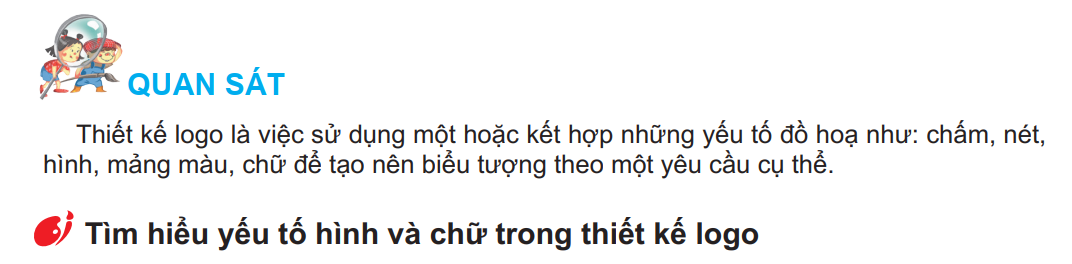 QUAN SÁT
Thiết kế logo là việc sử dụng một hoặc kết hợp những yếu tố đồ hoạ như: chấm, nét,
hình, mảng màu, chữ để tạo nên biểu tượng theo một yêu cầu cụ thể.
Tìm hiểu yếu tố hình và chữ trong thiết kế logo